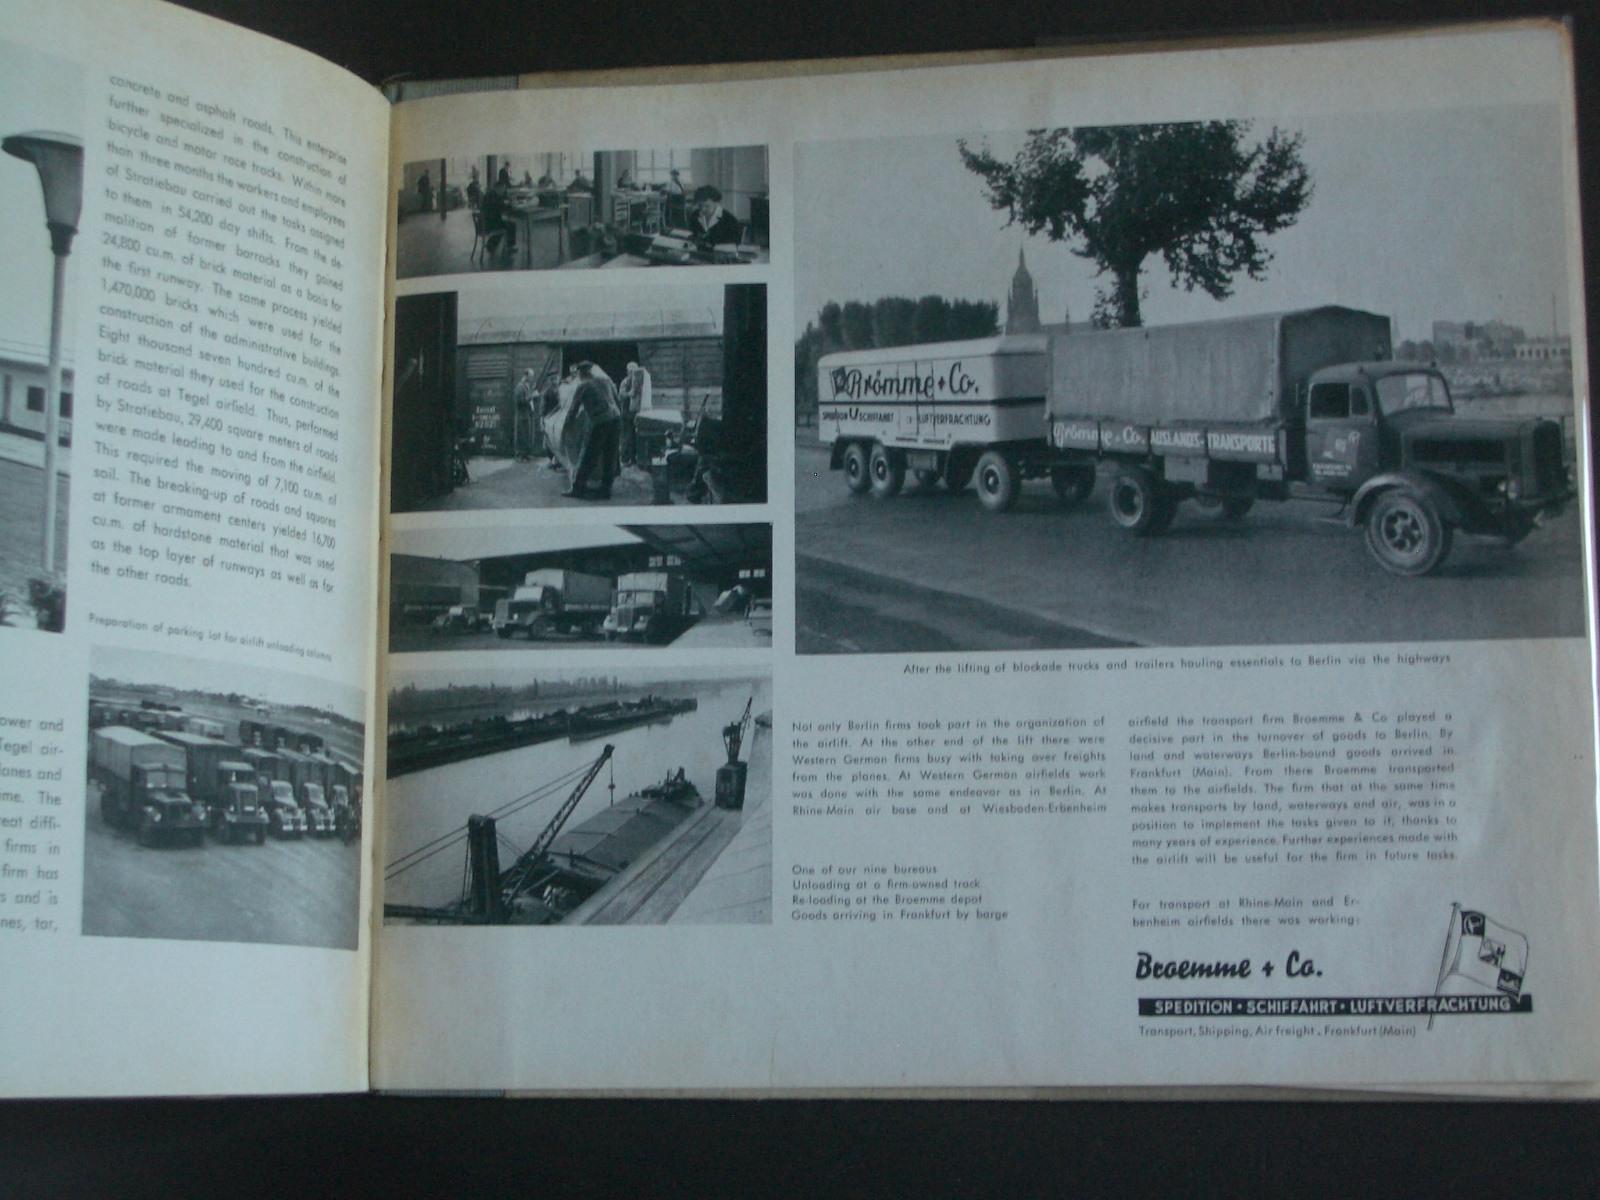 ower and
Tegel air-
lanes and
me. The
eat diffi-
firms in
firm has
s and is
nes, tar,
concrete and asphalt roads. This enterprise
further specialized in the construction of
bicycle and motor race tracks. Within more
than three months the workers and employees
of Stratiebau carried out the tasks assigned
to them in 54,200 day shifts. From the de-
molition of former barracks they gained
24,800 cu.m. of brick material as a basis for
the first runway. The same process yielded
1,470,000 bricks which were used for the
construction of the administrative buildings.
Eight thousand seven hundred cu.m. of the
brick material they used for the construction
of roads at Tegel airfield. Thus, performed
by Stratiebau, 29,400 square meters of roads
were made leading to and from the airfield.
This required the moving of 7,100 cu.m. of
soil. The breaking-up of roads and squares
at former armament centers yielded 16,700
cu.m. of hardstone material that was used
as the top layer of runways as well as for
the other roads.
Preparation of parking lot for airlift unloading columns
Brömme + Co.
SPEDITION SCHIFFAHRT LUFTVERFRACHTUNG
Brömme + Co. AUSLANDS-TRANSPORTE
After the lifting of blockade trucks and trailers hauling essentials to Berlin via the highways
Not only Berlin firms took part in the organization of
the airlift. At the other end of the lift there were
Western German firms busy with taking over freights
from the planes. At Western German airfields work
was done with the same endeavor as in Berlin. At
Rhine-Main air base and at Wiesbaden-Erbenheim
One of our nine bureaus
Unloading at a firm-owned track
Re-loading at the Broemme depot
Goods arriving in Frankfurt by barge
airfield the transport firm Broemme & Co played a
decisive part in the turnover of goods to Berlin. By
land and waterways Berlin-bound goods arrived in
Frankfurt (Main). From there Broemme transported
them to the airfields. The firm that at the same time
makes transports by land, waterways and air, was in a
position to implement the tasks given to it, thanks to
many years of experience. Further experiences made with
the airlift will be useful for the firm in future tasks.
For transport at Rhine-Main and Er-
benheim airfields there was working:
Broemme + Co.
SPEDITION • SCHIFFAHRT • LUFTVERFRACHTUNG
Transport, Shipping, Air freight . Frankfurt (Main)